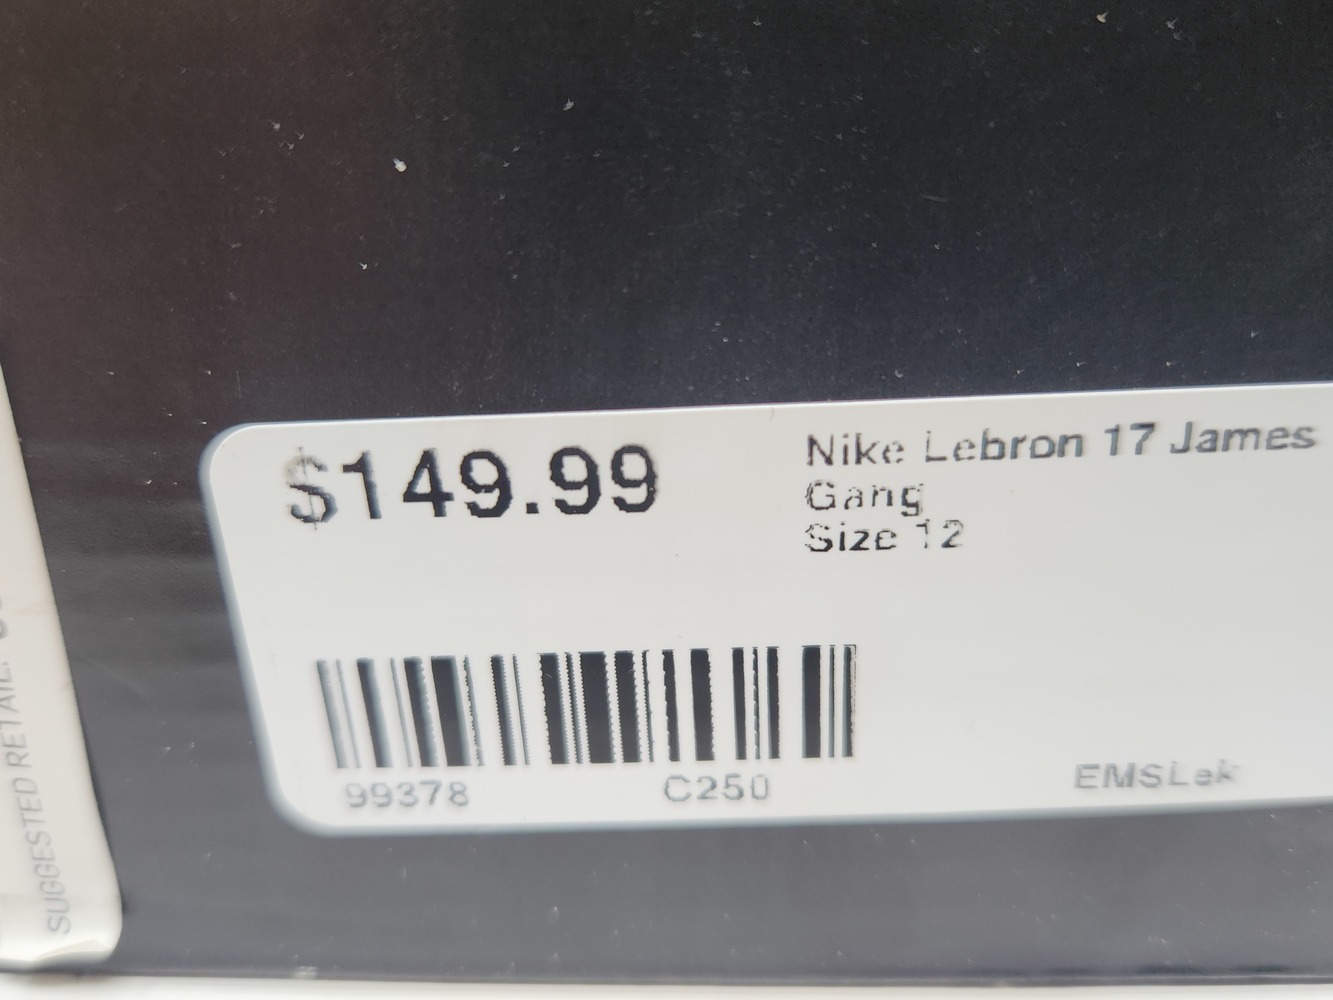 $149.99
Nike Lebron 17 James
Gang
Size 12
99378
C250
EMSLek
SUGGESTED RETAIL: